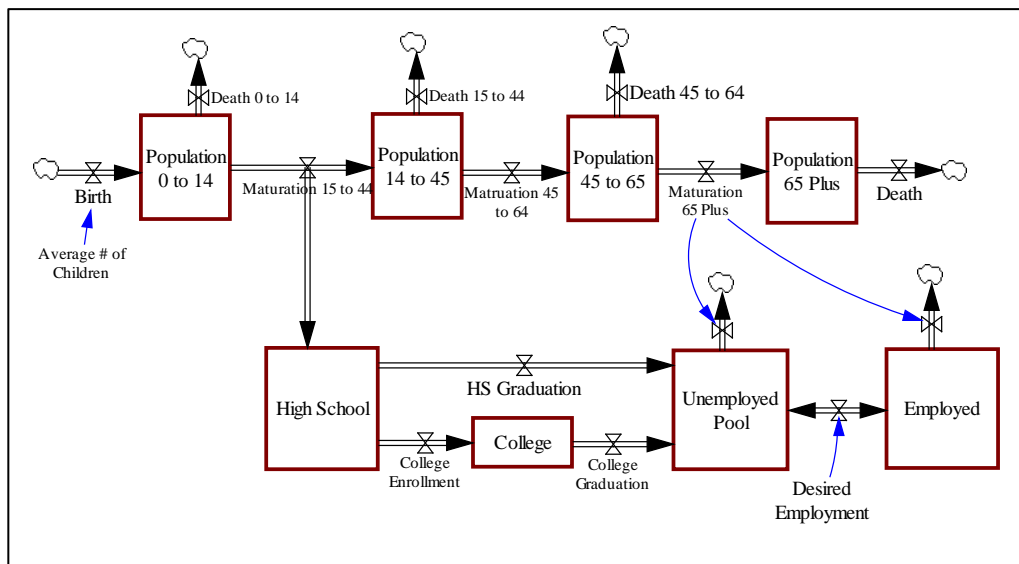 Death 0 to 14
Death 15 to 44
Death 45 to 64
Population
0 to 14
Population
14 to 45
Population
45 to 65
Population
65 Plus
Birth
Maturation 15 to 44
Matruation 45
to 64
Maturation
65 Plus
Death
Average # of
Children
High School
HS Graduation
Unemployed
Pool
Employed
College
College
Enrollment
College
Graduation
Desired
Employment